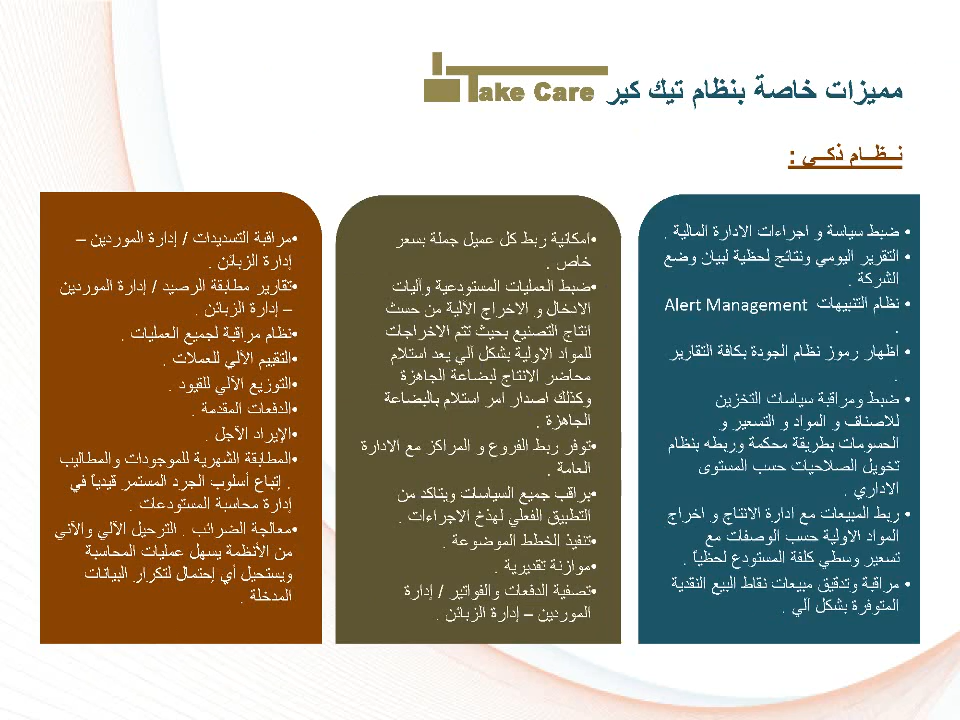 مميزات خاصة بنظام تيك كير Take Care
نــظــام ذكــي :
• ضبط سياسة و اجراءات الادارة المالية .
• التقرير اليومي ونتائج لحظية لبيان وضع
الشركة .
• نظام التنبيهات Alert Management
.
• اظهار رموز نظام الجودة بكافة التقارير
.
• ضبط ومراقبة سياسات التخزين
للاصناف و المواد و التسعير و
الحسومات بطريقة محكمة وربطه بنظام
تخويل الصلاحيات حسب المستوى
الاداري .
• ربط المبيعات مع ادارة الانتاج و اخراج
المواد الاولية حسب الوصفات مع
تسعير وسطي كلفة المستودع لحظياً .
• مراقبة وتدقيق مبيعات نقاط البيع النقدية
المتوفرة بشكل آلي .
•امكانية ربط كل عميل جملة بسعر
خاص .
•ضبط العمليات المستودعية وآليات
الادخال و الاخراج الآلية من حسث
انتاج التصنيع بحيث تتم الاخراجات
للمواد الاولية بشكل آلي بعد استلام
محاضر الانتاج لبضاعة الجاهزة
وكذلك اصدار امر استلام بالبضاعة
الجاهزة .
•توفر ربط الفروع و المراكز مع الادارة
العامة .
•يراقب جميع السياسات ويتاكد من
التطبيق الفعلي لهذخ الاجراءات .
•تنفيذ الخطط الموضوعة .
•موازنة تقديرية .
•تصفية الدفعات والفواتير / إدارة
الموردين – إدارة الزبائن .
•مراقبة التسديدات / إدارة الموردين –
إدارة الزبائن .
•تقارير مطابقة الرصيد / إدارة الموردين
– إدارة الزبائن .
•نظام مراقبة لجميع العمليات .
•التقييم الآلي للعملات .
•التوزيع الآلي للقيود .
•الدفعات المقدمة .
•الإيراد الآجل .
•المطابقة الشهرية للموجودات والمطاليب
. إتباع أسلوب الجرد المستمر قيدياً في
إدارة محاسبة المستودعات .
•معالجة الضرائب . الترحيل الآلي والآني
من الأنظمة يسهل عمليات المحاسبة
ويستحيل أي إحتمال لتكرار البيانات
المدخلة .